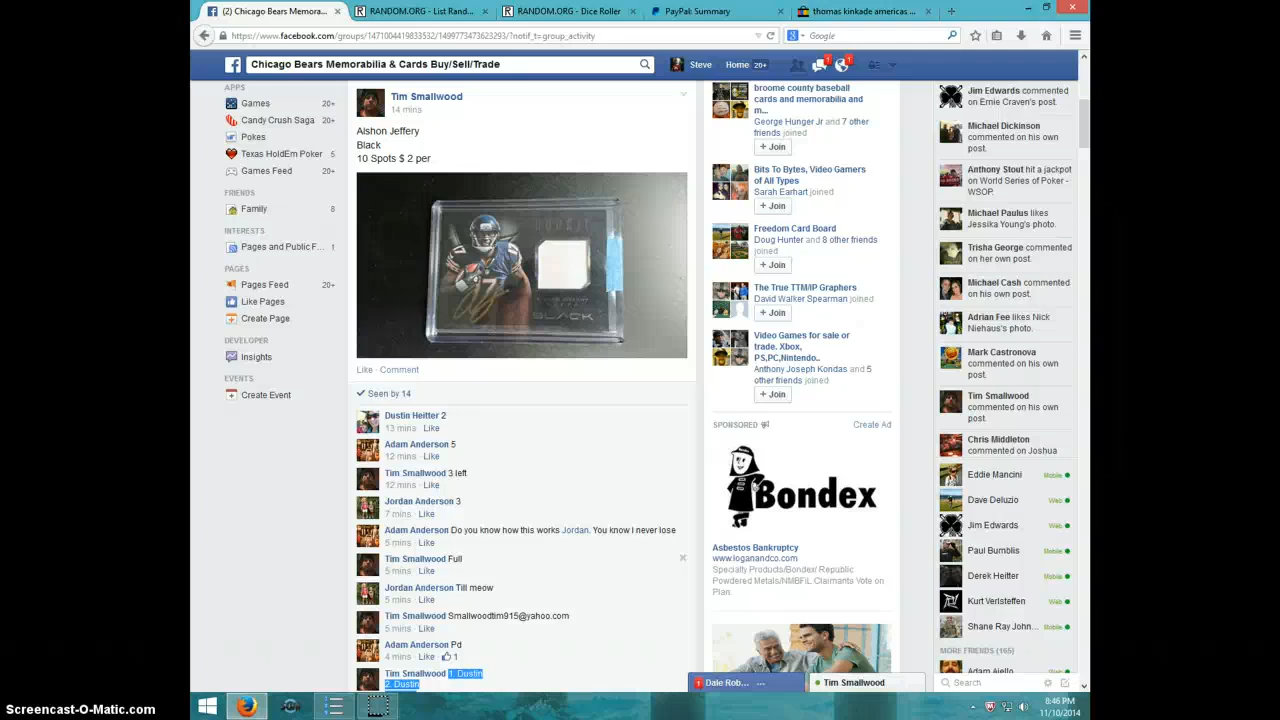 (2) Chicago Bears Memora... ×
RANDOM.ORG - List Rand... ×
RANDOM.ORG - Dice Roller ×
PayPal: Summary ×
thomas kinkade americas ... ×
https://www.facebook.com/groups/1471004419833532/1499773473623293/?notif_t=group_activity
Google
Chicago Bears Memorabilia & Cards Buy/Sell/Trade
Steve
Home 20+
1
1
APPS
Games 20+
Candy Crush Saga 20+
Pokes
Texas HoldEm Poker 5
Games Feed 20+
FRIENDS
Family 8
INTERESTS
Pages and Public F... 1
PAGES
Pages Feed 20+
Like Pages
Create Page
DEVELOPER
Insights
EVENTS
Create Event
Tim Smallwood
14 mins
Alshon Jeffery
Black
10 Spots $ 2 per
BLACK
Like · Comment
Seen by 14
Dustin Heitter 2
13 mins · Like
Adam Anderson 5
12 mins · Like
Tim Smallwood 3 left
12 mins · Like
Jordan Anderson 3
7 mins · Like
Adam Anderson Do you know how this works Jordan. You know I never lose
5 mins · Like
Tim Smallwood Full
5 mins · Like
Jordan Anderson Till meow
5 mins · Like
Tim Smallwood Smallwoodtim915@yahoo.com
5 mins · Like
Adam Anderson Pd
4 mins · Like · 1
Tim Smallwood 1. Dustin
2. Dustin
broome county baseball
cards and memorabilia and
m...
George Hunger Jr and 7 other
friends joined
+ Join
Bits To Bytes, Video Gamers
of All Types
Sarah Earhart joined
+ Join
Freedom Card Board
Doug Hunter and 8 other friends
joined
+ Join
The True TTM/IP Graphers
David Walker Spearman joined
+ Join
Video Games for sale or
trade. Xbox,
PS,PC,Nintendo..
Anthony Joseph Kondas and 5
other friends joined
+ Join
SPONSORED
Create Ad
Bondex
Asbestos Bankruptcy
www.loganandco.com
Specialty Products/Bondex/ Republic
Powdered Metals/NMBFiL Claimants Vote on
Plan.
Jim Edwards commented
on Ernie Craven's post.
Michael Dickinson
commented on his own
post.
Anthony Stout hit a jackpot
on World Series of Poker -
WSOP.
Michael Paulus likes
Jessika Young's photo.
Trisha George commented
on her own post.
Michael Cash commented
on his own post.
Adrian Fee likes Nick
Niehaus's photo.
Mark Castronova
commented on his own
post.
Tim Smallwood
commented on his own
post.
Chris Middleton
commented on Joshua
Eddie Mancini Mobile
Dave Deluzio Web
Jim Edwards Web
Paul Bumblis Mobile
Derek Heitter Mobile
Kurt Verlsteffen Web
Shane Ray John... Mobile
MORE FRIENDS (165)
Adam Aiello
Search
1 Dale Rob... ...
Tim Smallwood
8:46 PM
11/10/2014
Screencast-O-Matic.com